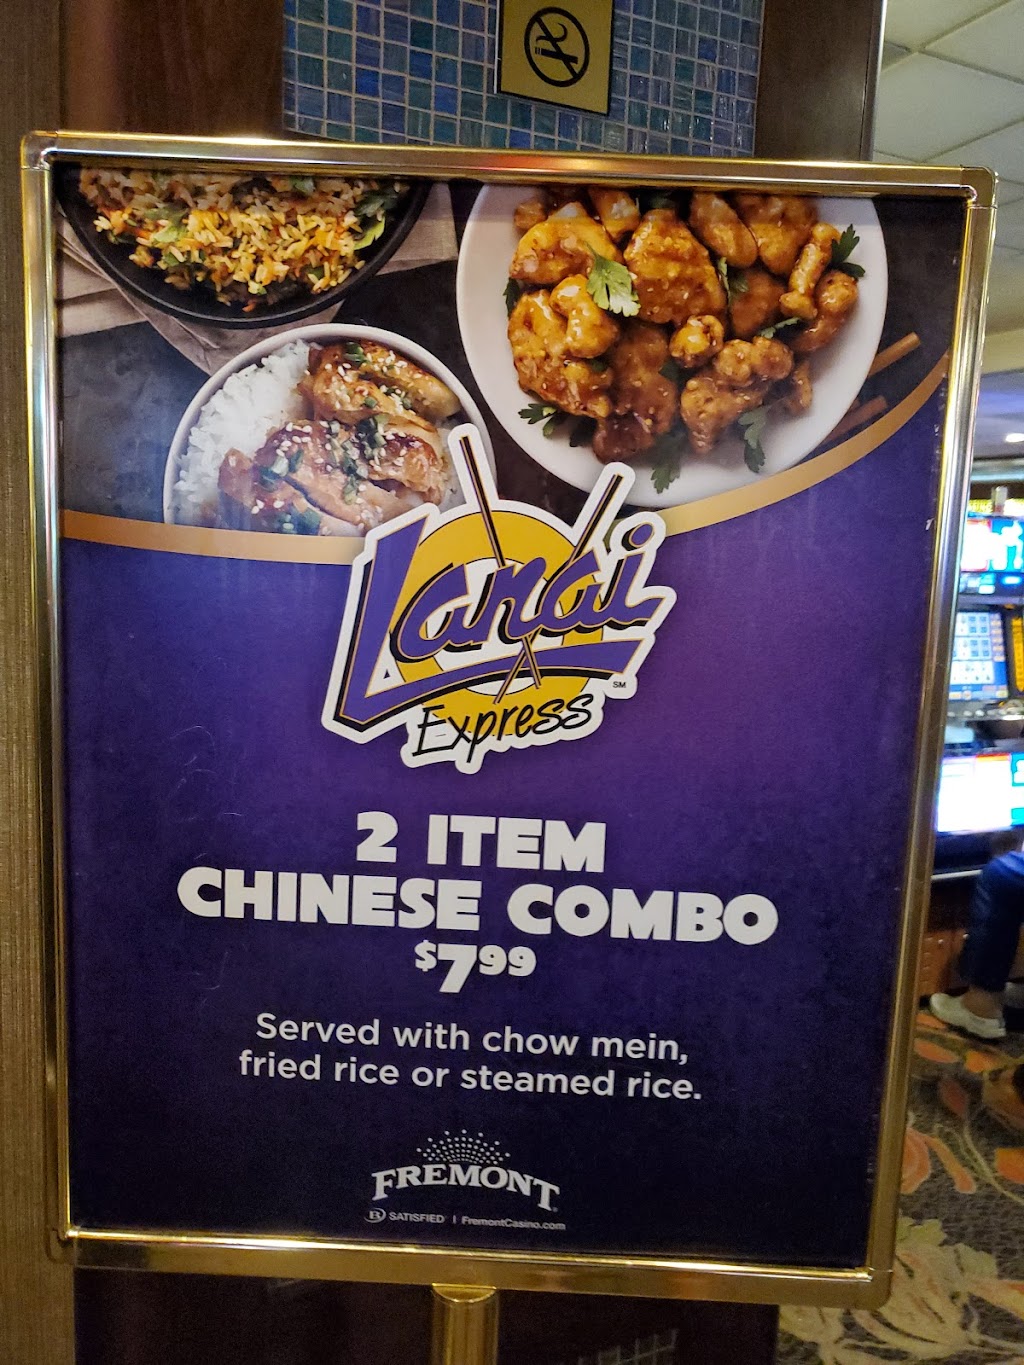 Lanai
SM
Express
2 ITEM
CHINESE COMBO
$7.99
Served with chow mein,
fried rice or steamed rice.
FREMONT
B SATISFIED | FremontCasino.com